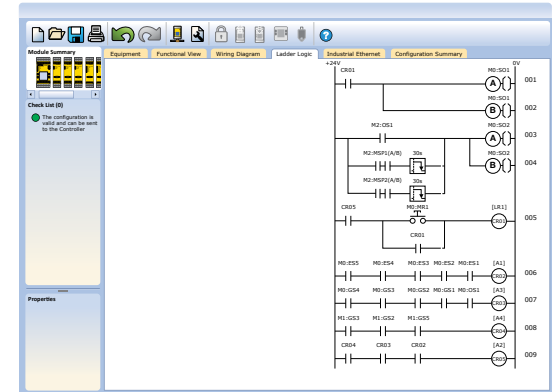 Module Summary
Equipment Functional View Wiring Diagram Ladder Logic Industrial Ethernet Configuration Summary
Check List (0)
The configuration is
valid and can be sent
to the Controller
Properties
+24V 0V
CR01 M0:SO1
A 001
M0:SO1
B 002
M2:OS1 M0:SO2
A 003
M2:MSP1(A/B) 30s M0:SO2
B 004
M2:MSP2(A/B) 30s
CR05 M0:MR1 [LR1]
CR01 005
CR01
M0:ES5 M0:ES4 M0:ES3 M0:ES2 M0:ES1 [A1]
CR02 006
M0:GS4 M0:GS3 M0:GS2 M0:GS1 M0:OS1 [A3]
CR03 007
M1:GS3 M1:GS2 M1:GS5 [A4]
CR04 008
CR04 CR03 CR02 [A2]
CR05 009